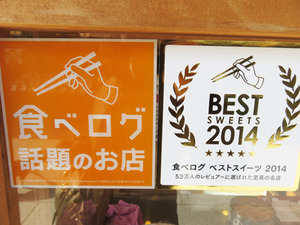 食べログ
話題のお店
BEST
SWEETS
2014
食べログ ベストスイーツ 2014
53万人のレビュアーに選ばれた至高の名店